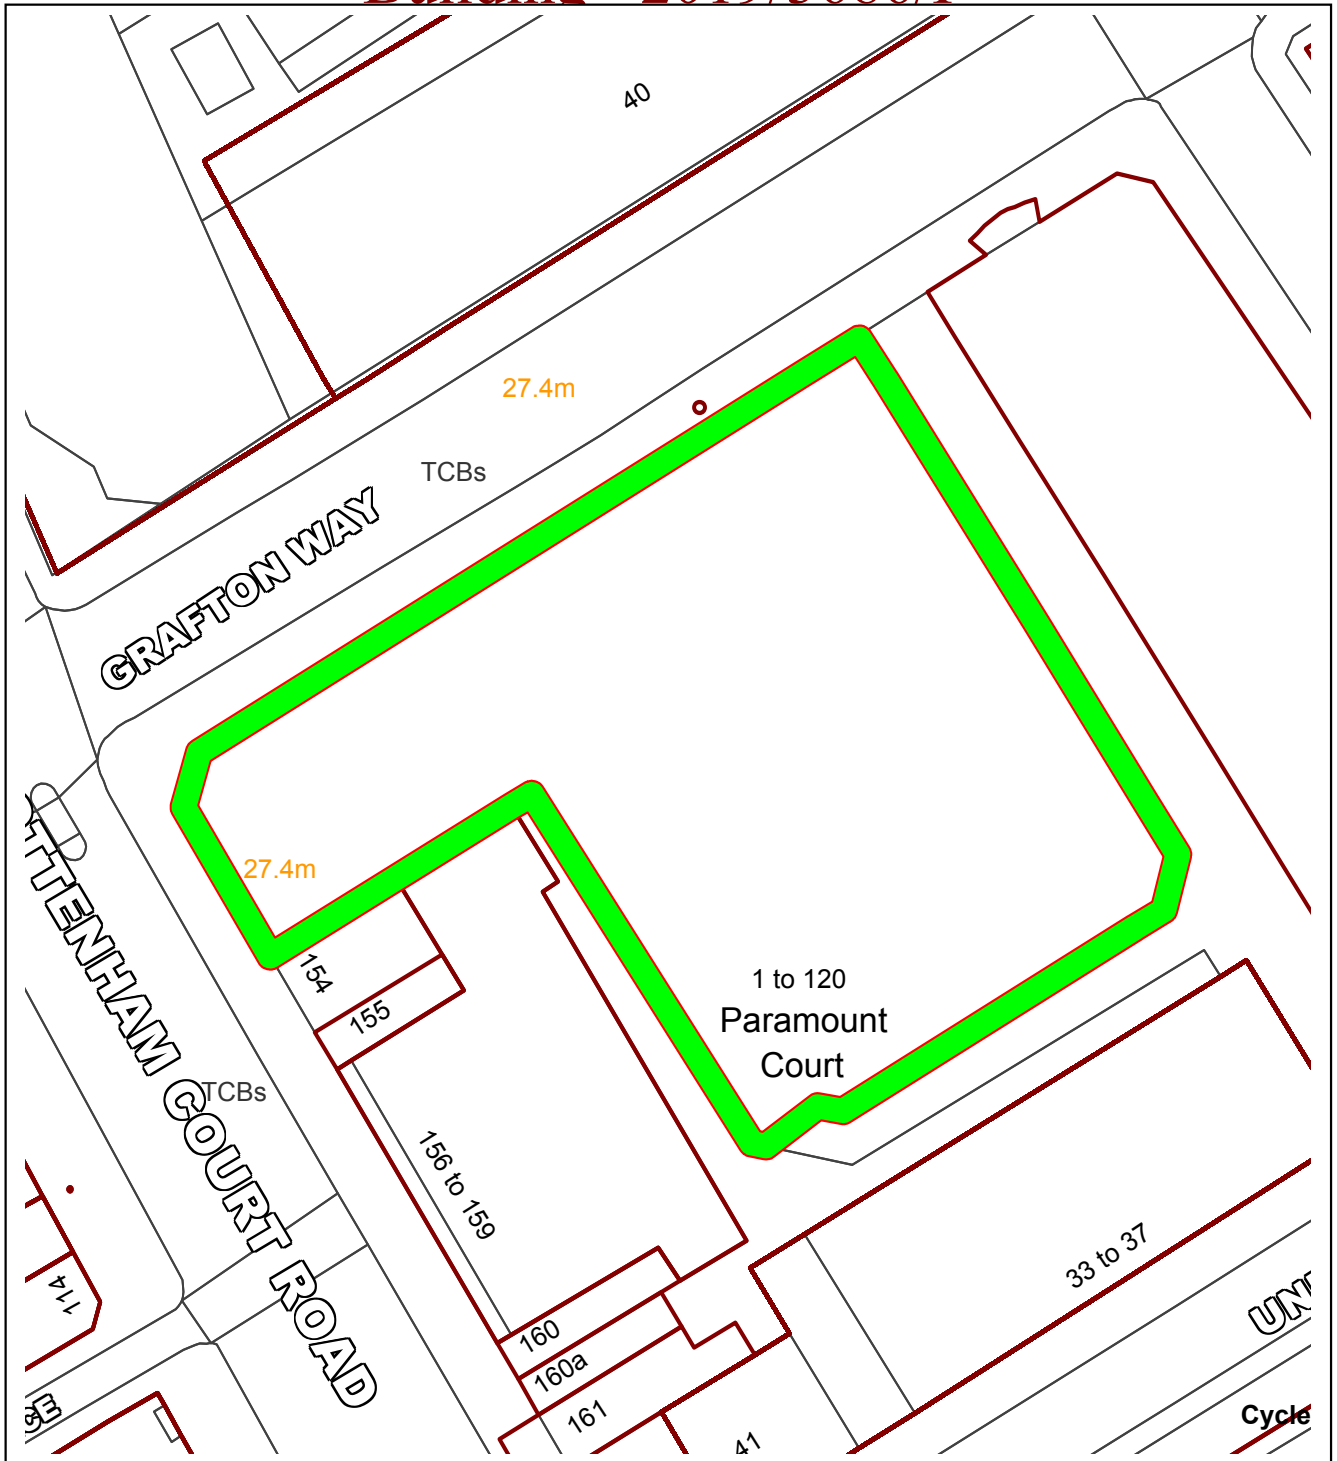 40
27.4m
TCBs
GRAFTON WAY
27.4m
154
155
1 to 120
Paramount
Court
TTENHAM COURT ROAD
TCBs
156 to 159
33 to 37
114
160
160a
161
41
Cycle